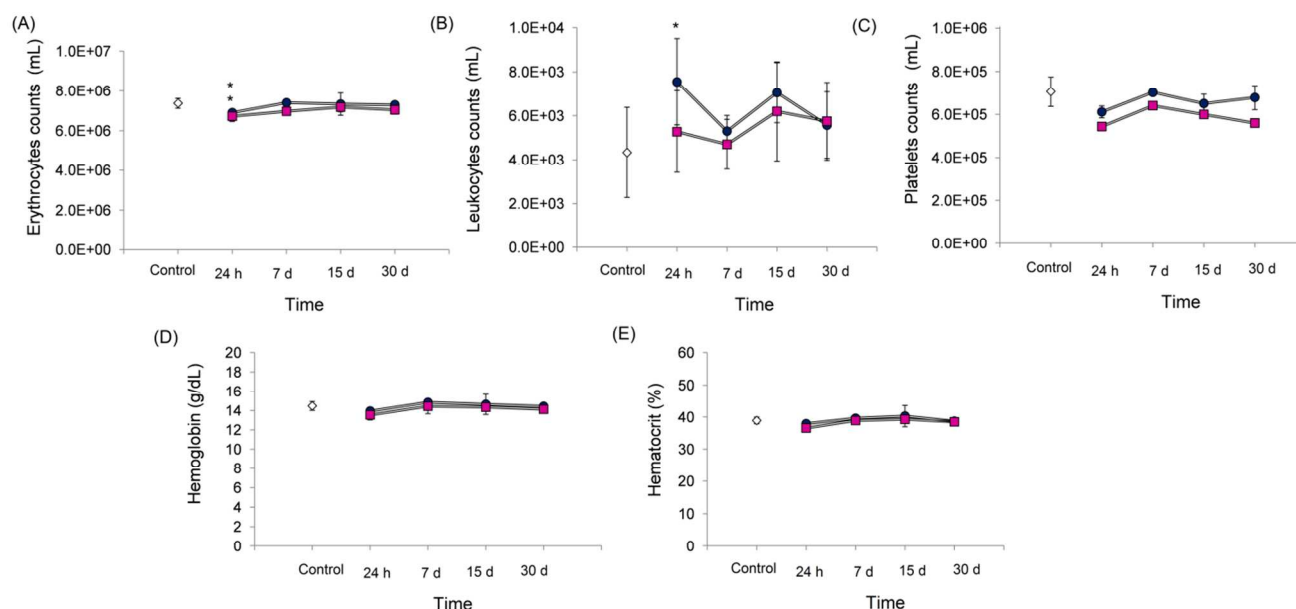 (A)
Erythrocytes counts (mL)
1.0E+07
8.0E+06
6.0E+06
4.0E+06
2.0E+06
0.0E+00
*
*
Control 24 h 7 d 15 d 30 d
Time
(B)
Leukocytes counts (mL)
1.0E+04
8.0E+03
6.0E+03
4.0E+03
2.0E+03
0.0E+00
*
Control 24 h 7 d 15 d 30 d
Time
(C)
Platelets counts (mL)
1.0E+06
8.0E+05
6.0E+05
4.0E+05
2.0E+05
0.0E+00
Control 24 h 7 d 15 d 30 d
Time
(D)
Hemoglobin (g/dL)
20
18
16
14
12
10
8
6
4
2
0
Control 24 h 7 d 15 d 30 d
Time
(E)
Hematocrit (%)
60
50
40
30
20
10
0
Control 24 h 7 d 15 d 30 d
Time